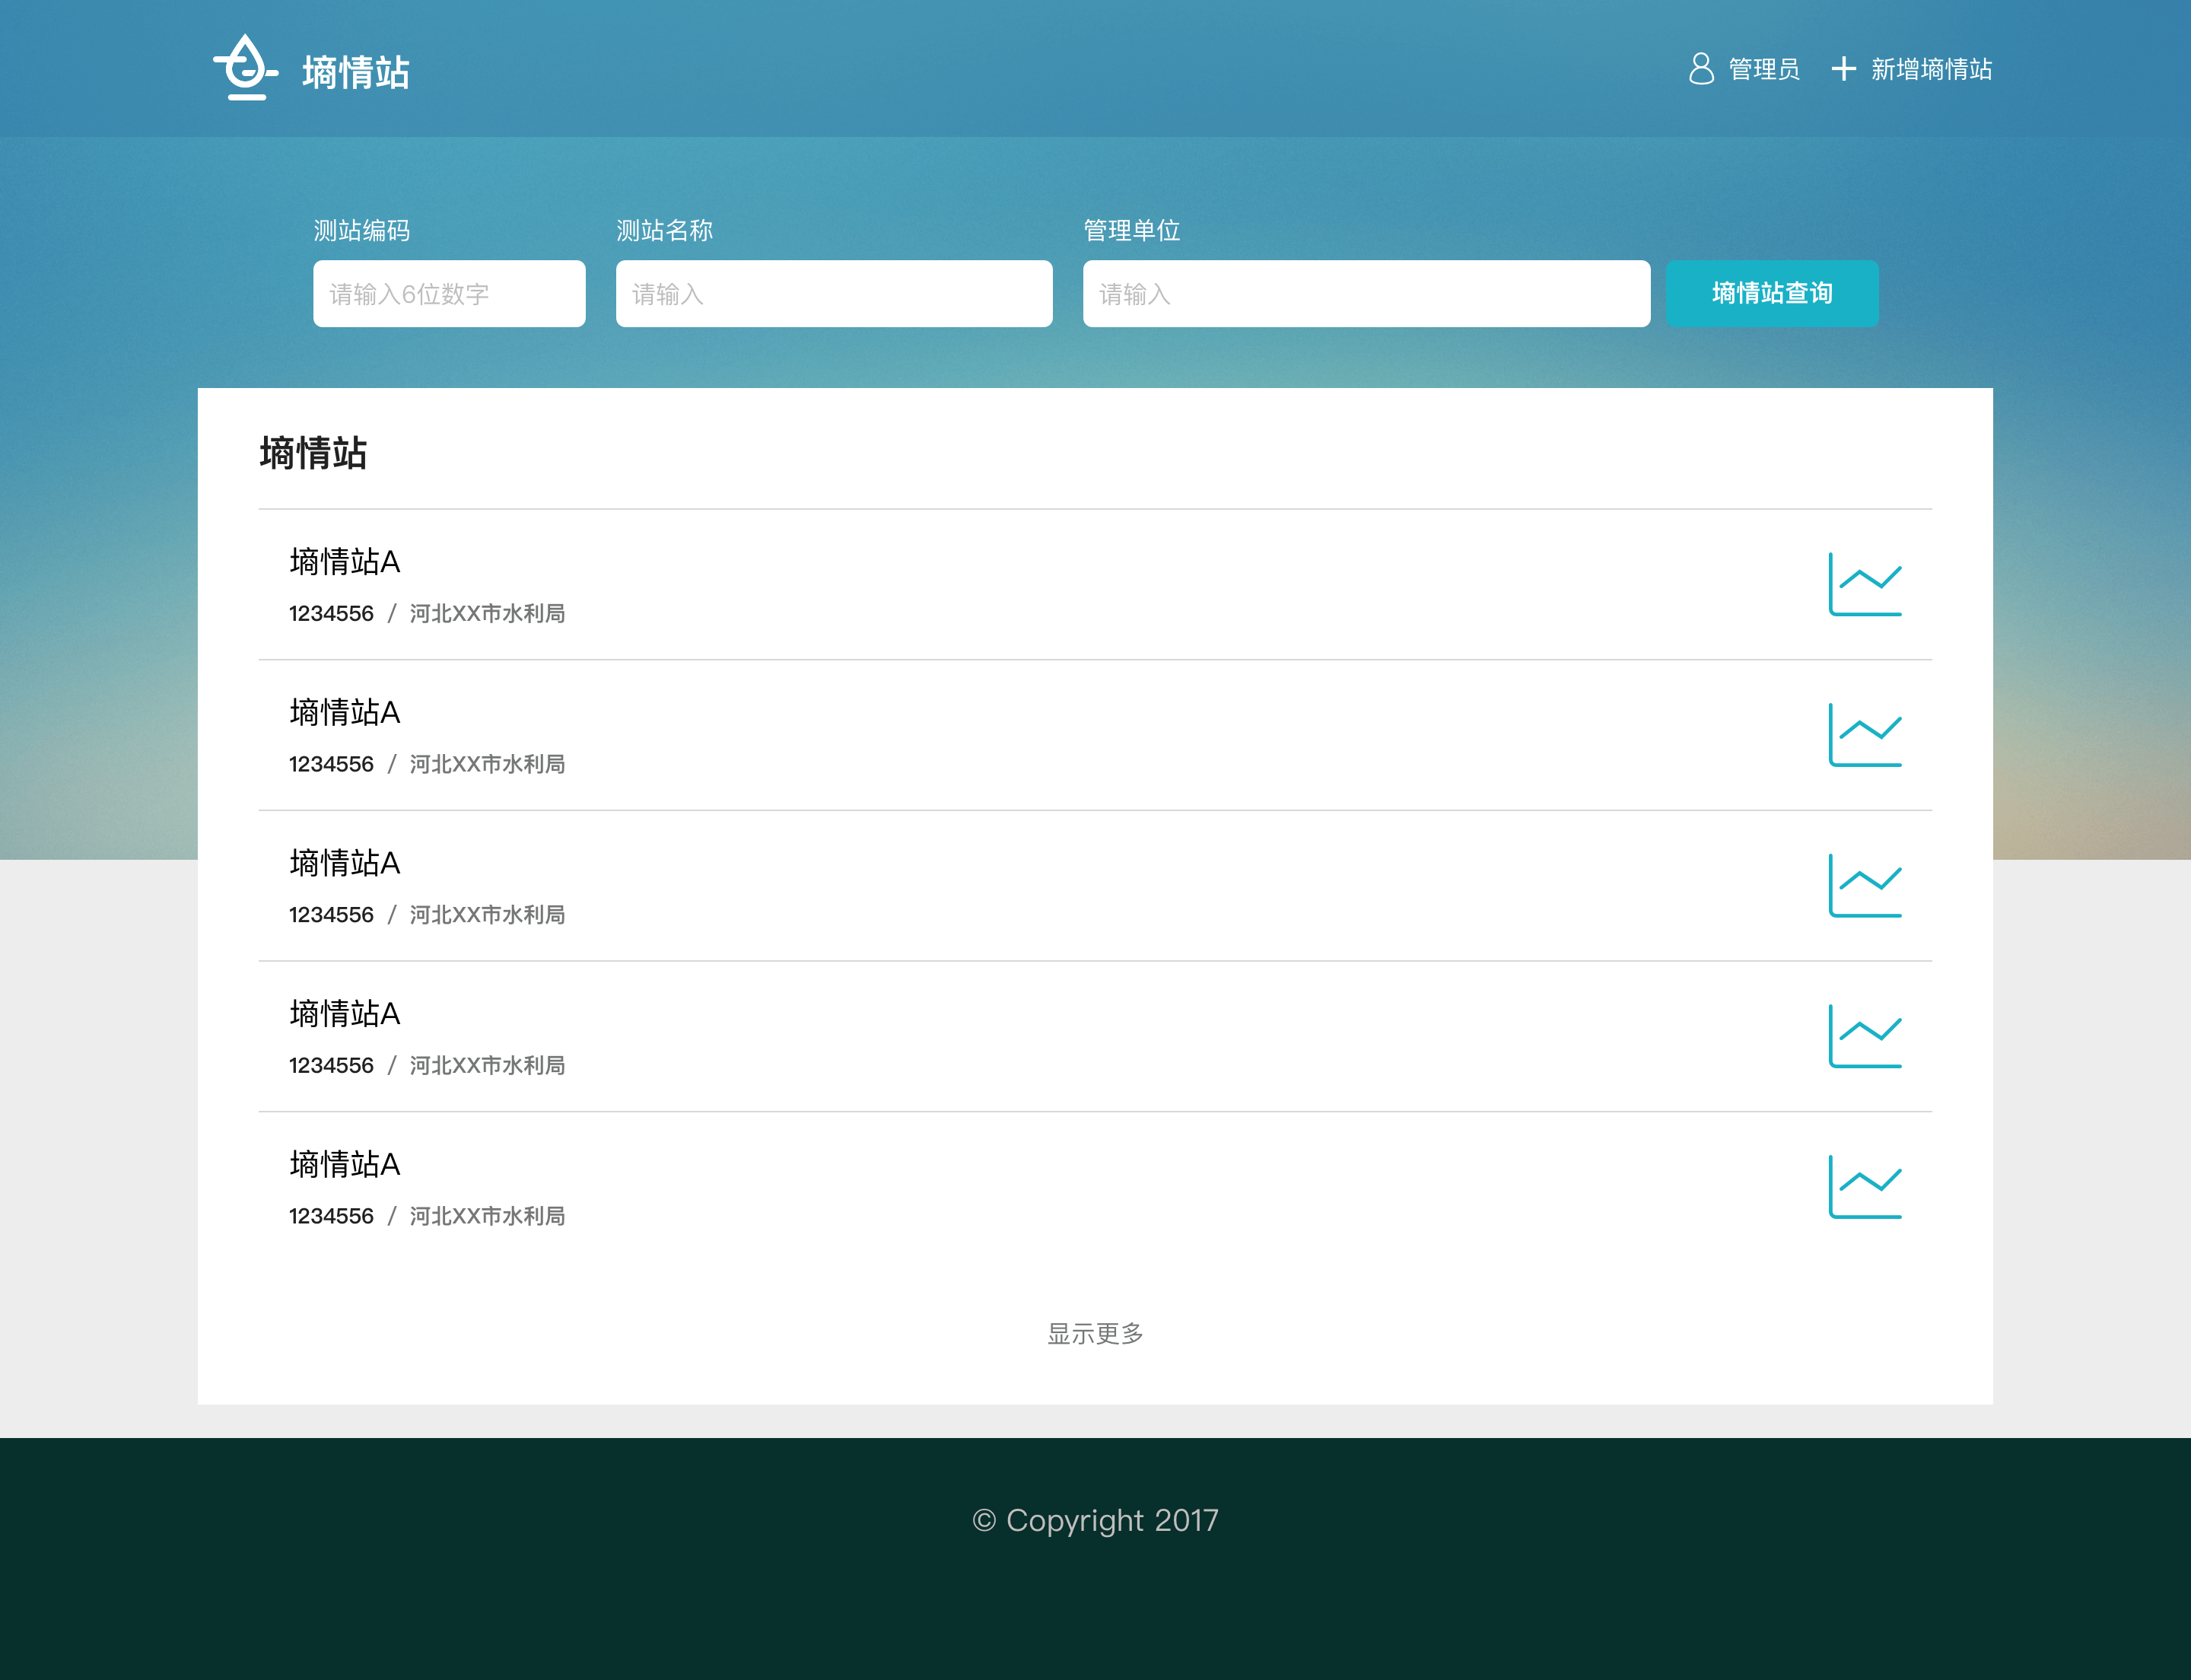 墒情站
管理员
新增墒情站
测站编码
测站名称
管理单位
请输入6位数字
请输入
请输入
墒情站查询
墒情站
墒情站A
1234556 / 河北XX市水利局
墒情站A
1234556 / 河北XX市水利局
墒情站A
1234556 / 河北XX市水利局
墒情站A
1234556 / 河北XX市水利局
墒情站A
1234556 / 河北XX市水利局
显示更多
© Copyright 2017